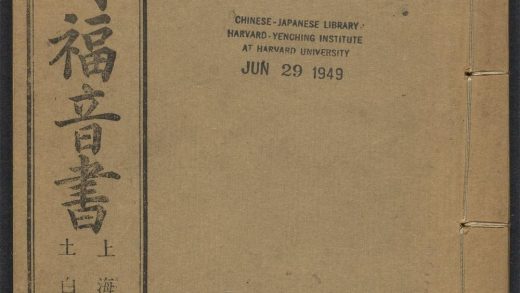 福音書
上海
土白
CHINESE-JAPANESE LIBRARY
HARVARD-YENCHING INSTITUTE
AT HARVARD UNIVERSITY
JUN 29 1949